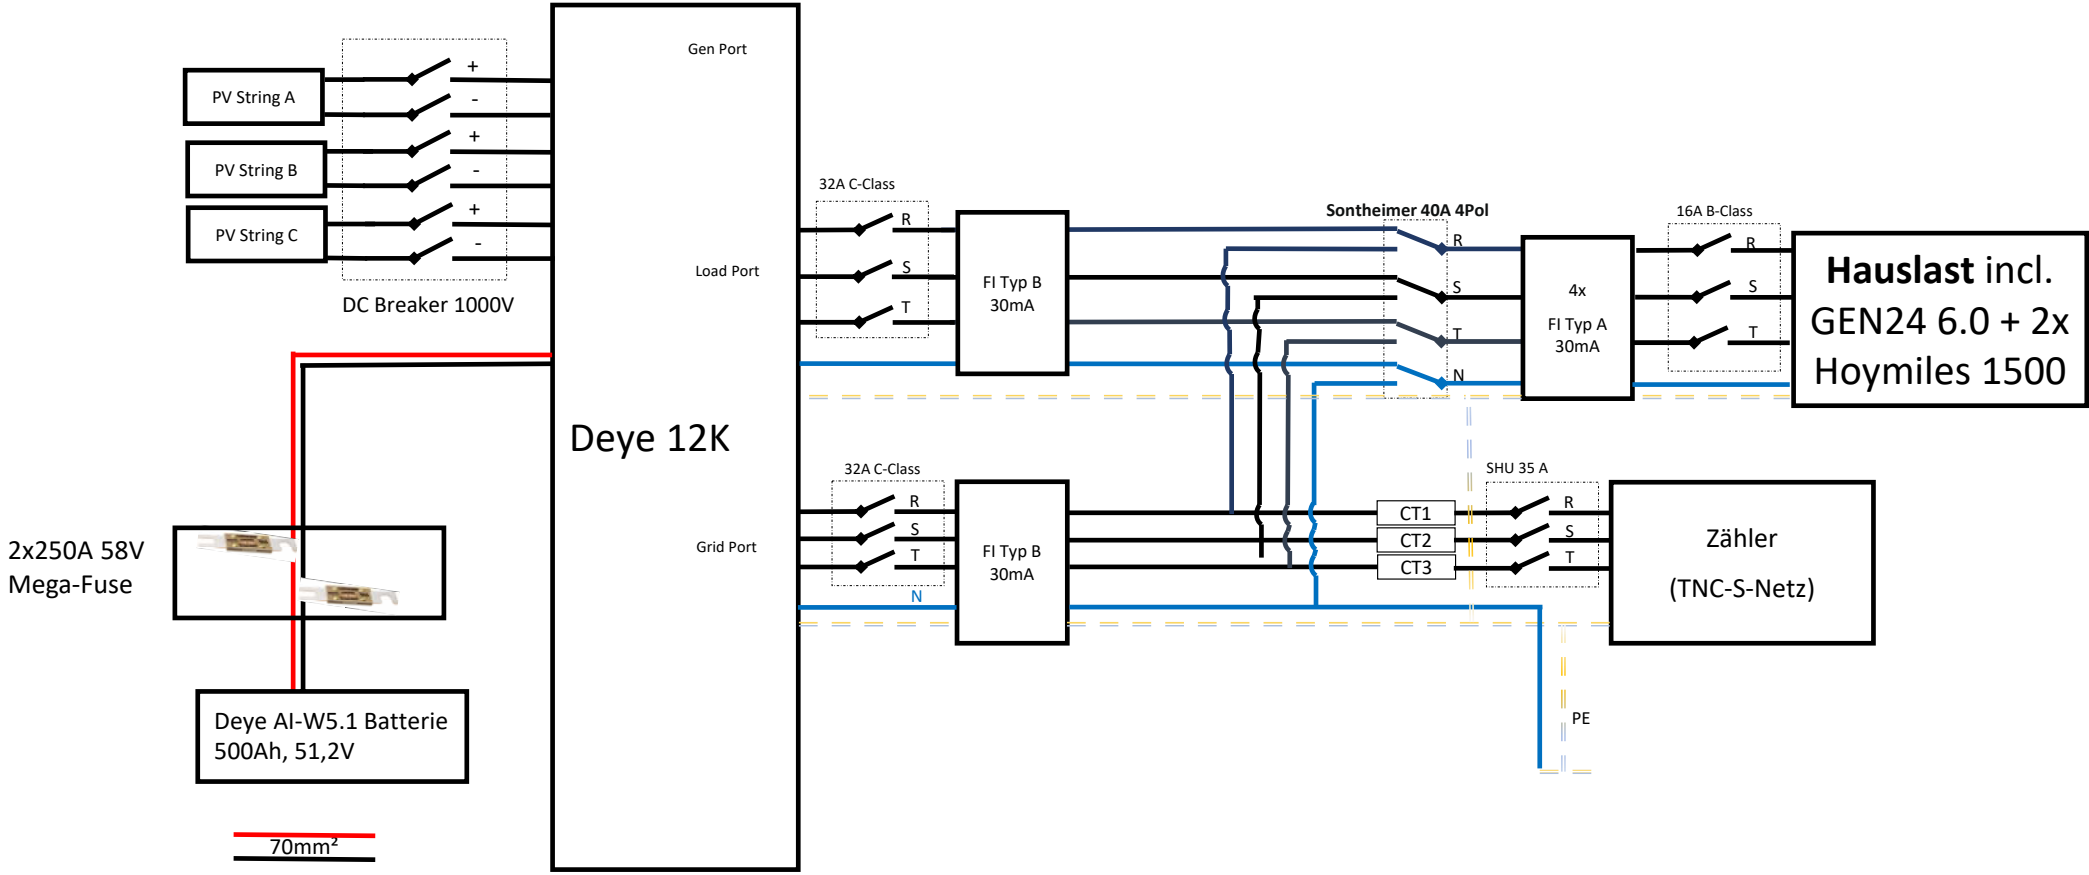 Gen Port
PV String A
+
-
PV String B
+
-
PV String C
+
-
DC Breaker 1000V
Deye 12K
Load Port
Grid Port
32A C-Class
R
S
T
FI Typ B
30mA
Sontheimer 40A 4Pol
R
S
T
N
4x
FI Typ A
30mA
16A B-Class
R
S
T
Hauslast incl.
GEN24 6.0 + 2x
Hoymiles 1500
32A C-Class
R
S
T
N
FI Typ B
30mA
CT1
CT2
CT3
SHU 35 A
R
S
T
Zähler
(TNC-S-Netz)
PE
2x250A 58V
Mega-Fuse
Deye AI-W5.1 Batterie
500Ah, 51,2V
70mm²